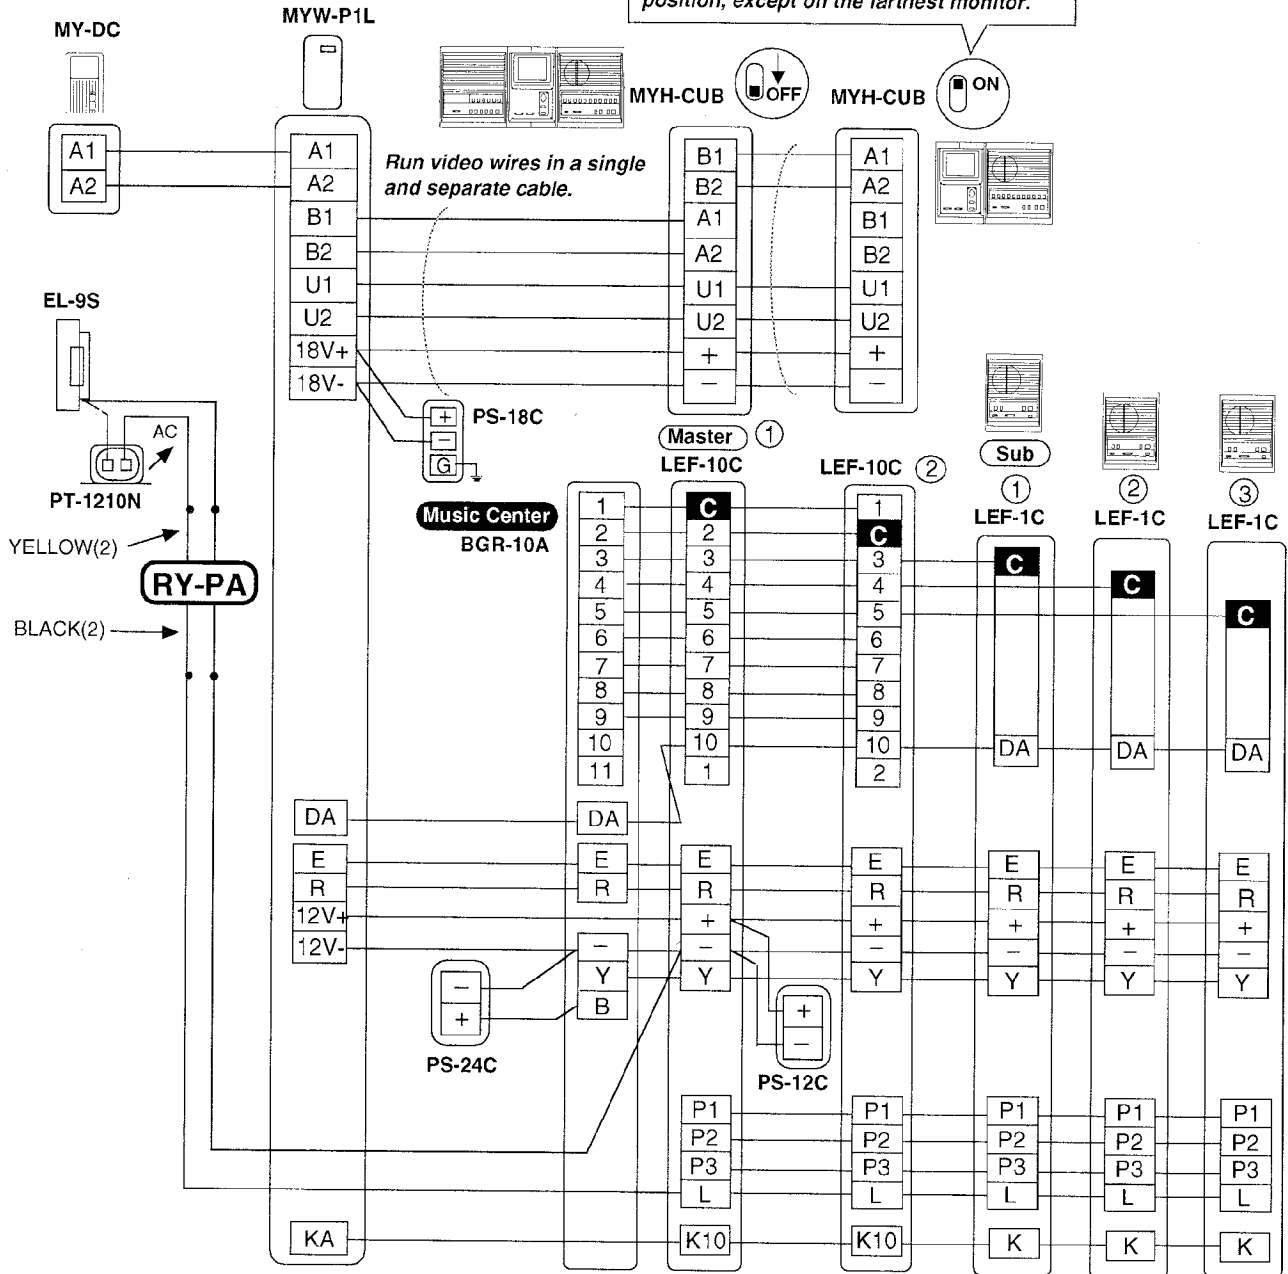 position, except on the farthest monitor.
MY-DC
MYW-P1L
MYH-CUB
OFF
MYH-CUB
ON
A1
A2
A1
A2
B1
B2
U1
U2
18V+
18V-
Run video wires in a single
and separate cable.
B1
B2
A1
A2
U1
U2
+
−
A1
A2
B1
B2
U1
U2
+
−
EL-9S
AC
PT-1210N
YELLOW(2)
RY-PA
BLACK(2)
+
−
G
PS-18C
Music Center
BGR-10A
Master ①
LEF-10C
LEF-10C ②
Sub
①
LEF-1C
②
LEF-1C
③
LEF-1C
1
2
3
4
5
6
7
8
9
10
11
C
2
3
4
5
6
7
8
9
10
1
1
C
3
4
5
6
7
8
9
10
2
C
DA
C
DA
C
DA
DA
E
R
12V+
12V-
DA
E
R
−
Y
B
E
R
+
−
Y
E
R
+
−
Y
E
R
+
−
Y
E
R
+
−
Y
E
R
+
−
Y
−
+
PS-24C
+
−
PS-12C
P1
P2
P3
L
P1
P2
P3
L
P1
P2
P3
L
P1
P2
P3
L
P1
P2
P3
L
KA
K10
K10
K
K
K